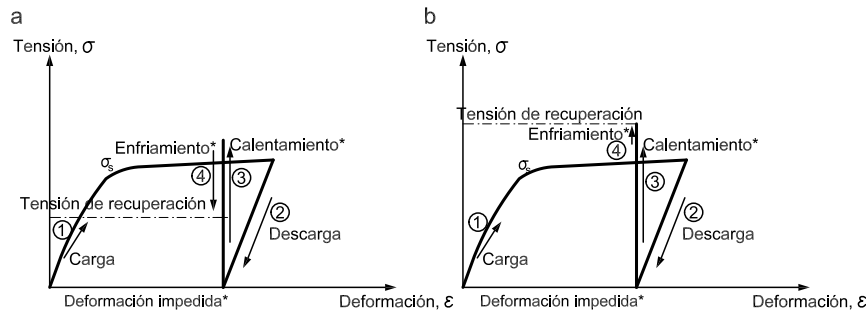 a
Tensión, σ
Enfriamiento*
Calentamiento*
σs
④
③
Tensión de recuperación
①
②
Descarga
Carga
Deformación impedida*
Deformación, ε
b
Tensión, σ
Tensión de recuperación
Enfriamiento*
Calentamiento*
④
σs
③
①
②
Descarga
Carga
Deformación impedida*
Deformación, ε